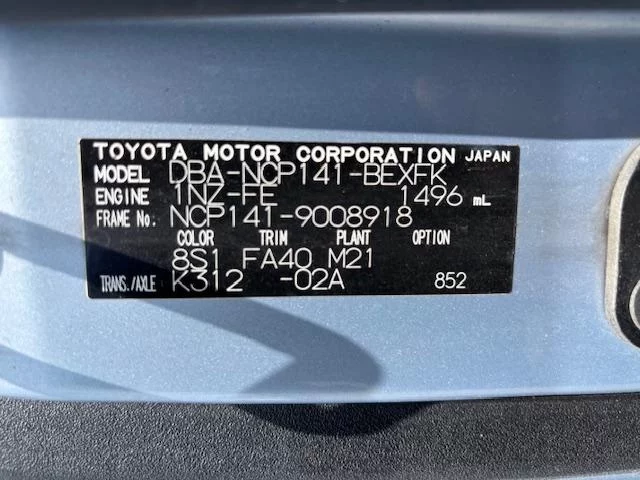 TOYOTA MOTOR CORPORATION JAPAN
MODEL DBA-NCP141-BEXFK
ENGINE 1NZ-FE 1496 mL
FRAME No. NCP141-9008918
COLOR TRIM PLANT OPTION
8S1 FA40 M21
TRANS./AXLE K312 -02A 852